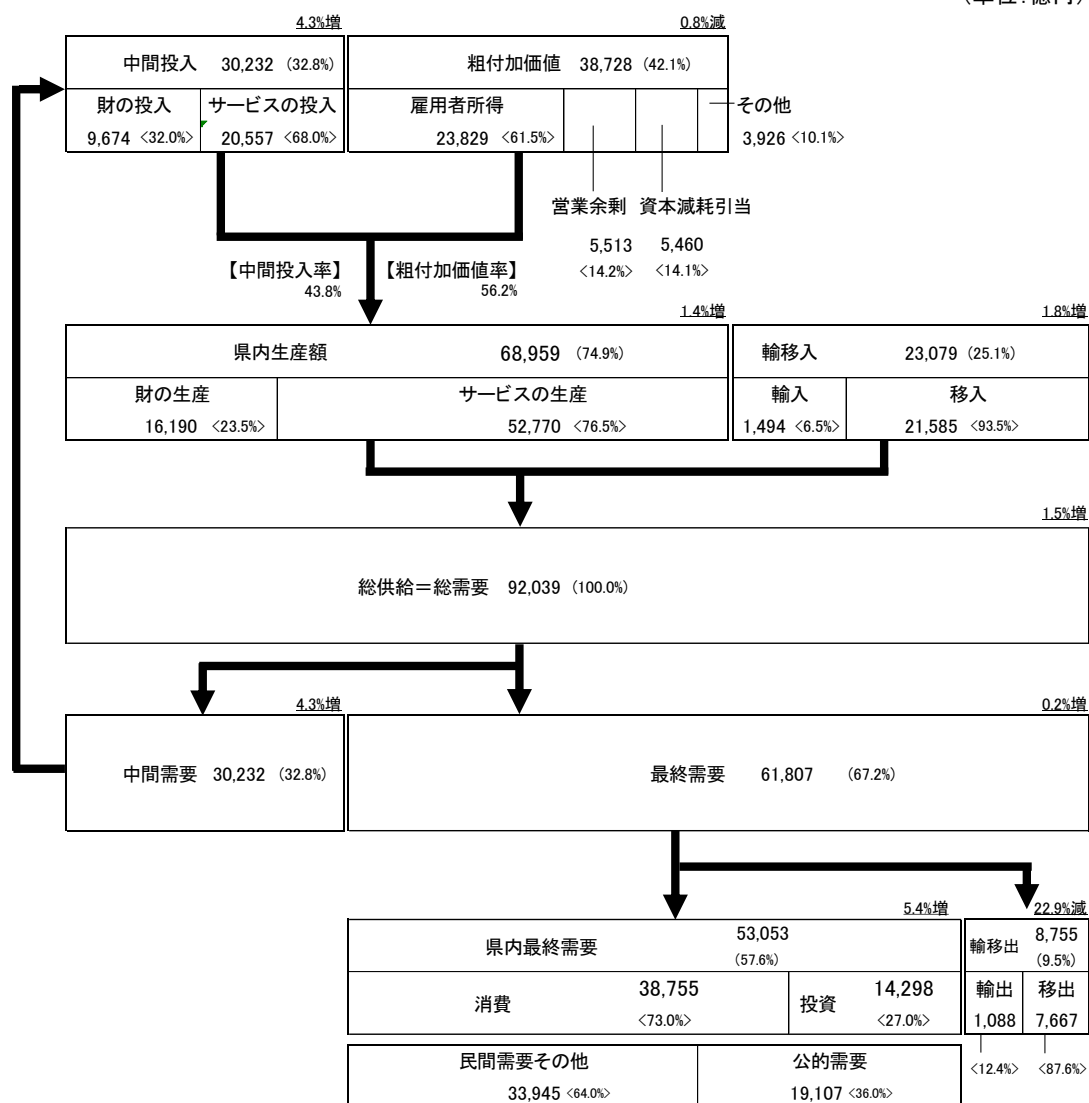 （単位：億円）
4.3%増
0.8%減
中間投入 30,232 (32.8%)
粗付加価値 38,728 (42.1%)
財の投入
サービスの投入
雇用者所得
その他
9,674 <32.0%>
20,557 <68.0%>
23,829 <61.5%>
3,926 <10.1%>
営業余剰 資本減耗引当
5,513 5,460
<14.2%> <14.1%>
【中間投入率】
43.8%
【粗付加価値率】
56.2%
1.4%増
1.8%増
県内生産額 68,959 (74.9%)
輸移入 23,079 (25.1%)
財の生産
サービスの生産
輸入
移入
16,190 <23.5%>
52,770 <76.5%>
1,494 <6.5%>
21,585 <93.5%>
1.5%増
総供給＝総需要 92,039 (100.0%)
4.3%増
0.2%増
中間需要 30,232 (32.8%)
最終需要 61,807 (67.2%)
5.4%増
22.9%減
県内最終需要 53,053
(57.6%)
輸移出 8,755
(9.5%)
消費 38,755
<73.0%>
投資 14,298
<27.0%>
輸出 移出
1,088 7,667
<12.4%> <87.6%>
民間需要その他
33,945 <64.0%>
公的需要
19,107 <36.0%>